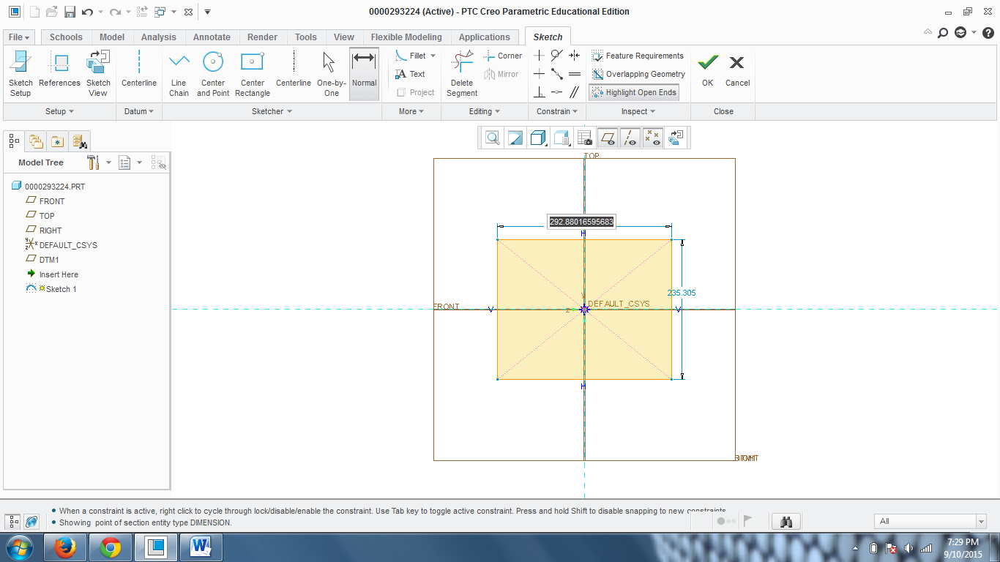 0000293224 (Active) - PTC Creo Parametric Educational Edition
File Schools Model Analysis Annotate Render Tools View Flexible Modeling Applications Sketch
Sketch Setup
References
Sketch View
Centerline
Line Chain
Center and Point
Center Rectangle
Centerline
One-by-One
Normal
Fillet
Text
Project
Delete Segment
Corner
Mirror
Feature Requirements
Overlapping Geometry
Highlight Open Ends
OK
Cancel
Setup Datum Sketcher More Editing Constrain Inspect Close
Model Tree
0000293224.PRT
FRONT
TOP
RIGHT
DEFAULT_CSYS
DTM1
Insert Here
Sketch 1
TOP
292.88016595683
H
235.305
Y
DEFAULT_CSYS
FRONT
V
Z
V
H
• When a constraint is active, right click to cycle through lock/disable/enable the constraint. Use Tab key to toggle active constraint. Press and hold Shift to disable snapping to new constraints.
• Showing point of section entity type DIMENSION.
All
7:29 PM
9/10/2015